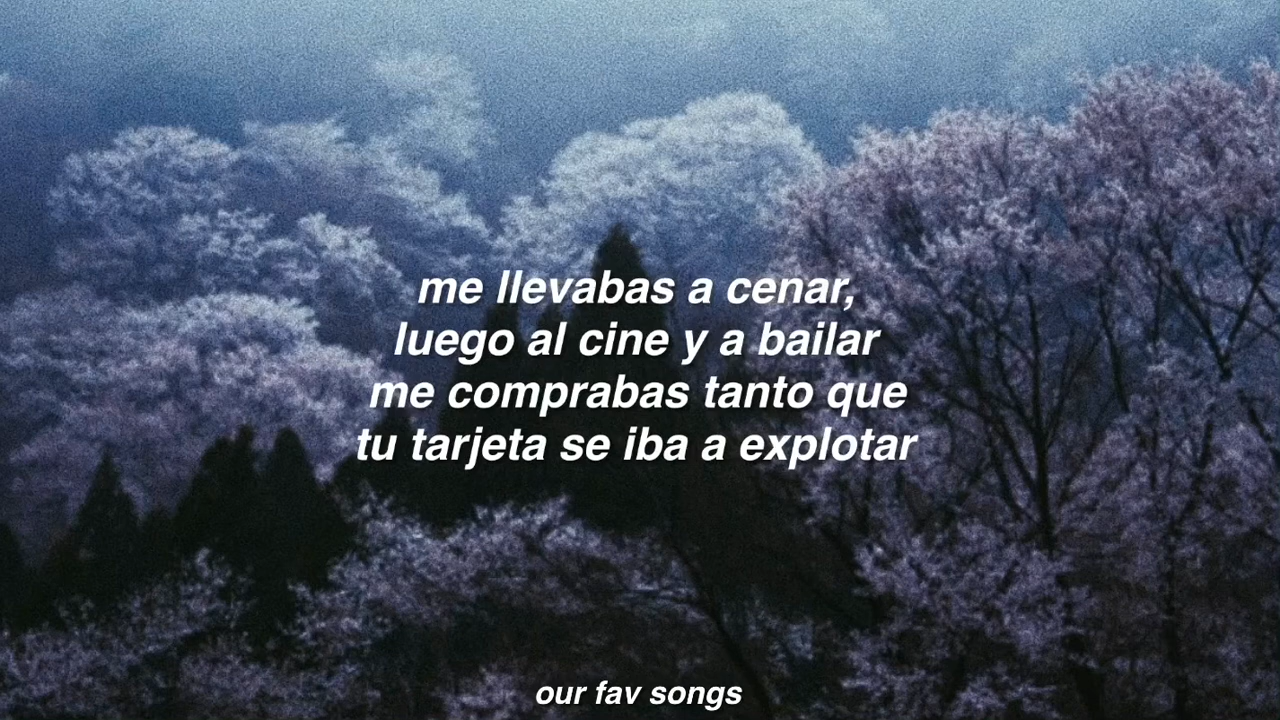 me llevabas a cenar,
luego al cine y a bailar
me comprabas tanto que
tu tarjeta se iba a explotar
our fav songs